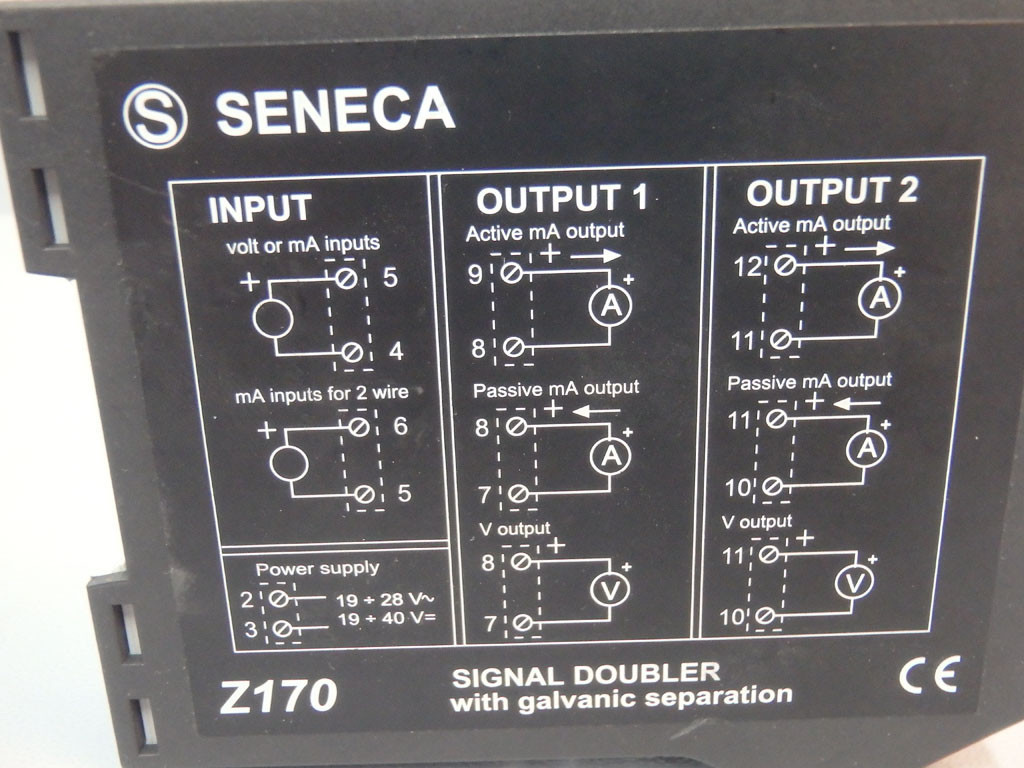 S SENECA
INPUT
volt or mA inputs
+ 5
4
mA inputs for 2 wire
+ 6
5
Power supply
2 19 ÷ 28 V~
3 19 ÷ 40 V=
OUTPUT 1
Active mA output
9 + +
A
8
Passive mA output
8 + +
A
7
V output
8 + +
V
7
OUTPUT 2
Active mA output
12 + +
A
11
Passive mA output
11 + +
A
10
V output
11 + +
V
10
Z170
SIGNAL DOUBLER
with galvanic separation
CE